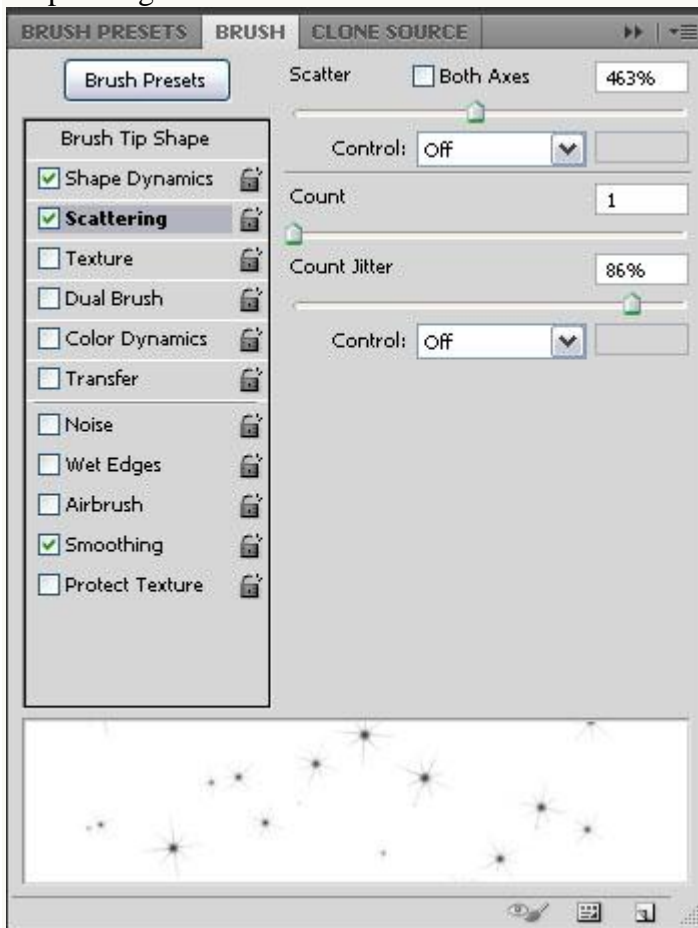 BRUSH PRESETS BRUSH CLONE SOURCE
Brush Presets
Scatter Both Axes 463%
Control: Off
Count 1
Count Jitter 86%
Control: Off
Brush Tip Shape
Shape Dynamics
Scattering
Texture
Dual Brush
Color Dynamics
Transfer
Noise
Wet Edges
Airbrush
Smoothing
Protect Texture